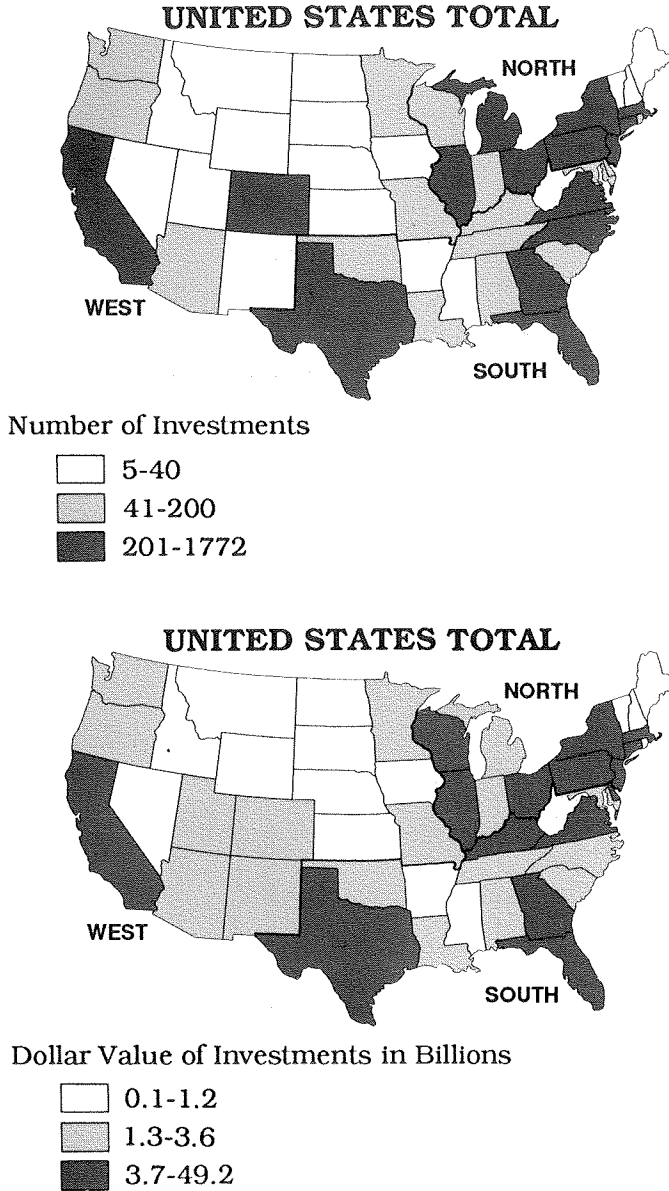 UNITED STATES TOTAL
NORTH
WEST
SOUTH
Number of Investments
5-40
41-200
201-1772
UNITED STATES TOTAL
NORTH
WEST
SOUTH
Dollar Value of Investments in Billions
0.1-1.2
1.3-3.6
3.7-49.2